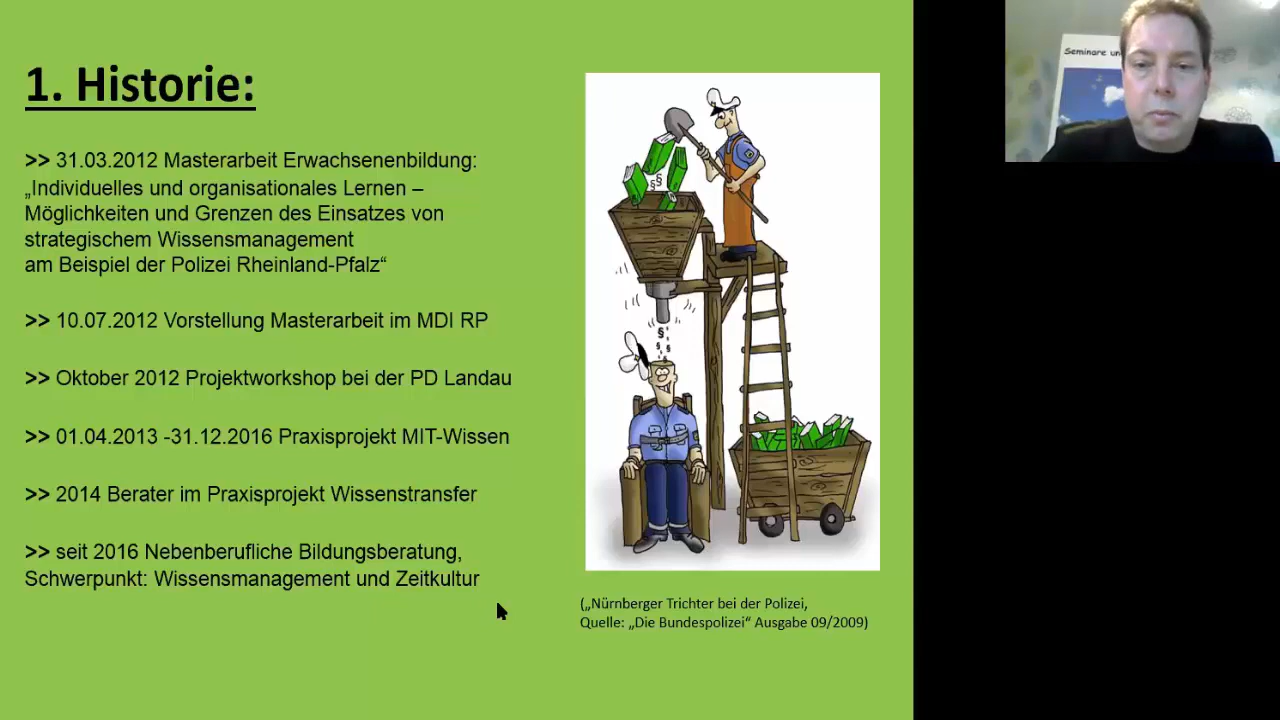 1. Historie:
>> 31.03.2012 Masterarbeit Erwachsenenbildung:
„Individuelles und organisationales Lernen –
Möglichkeiten und Grenzen des Einsatzes von
strategischem Wissensmanagement
am Beispiel der Polizei Rheinland-Pfalz“
>> 10.07.2012 Vorstellung Masterarbeit im MDI RP
>> Oktober 2012 Projektworkshop bei der PD Landau
>> 01.04.2013 -31.12.2016 Praxisprojekt MIT-Wissen
>> 2014 Berater im Praxisprojekt Wissenstransfer
>> seit 2016 Nebenberufliche Bildungsberatung,
Schwerpunkt: Wissensmanagement und Zeitkultur
§§
§
§ §
§ §
(„Nürnberger Trichter bei der Polizei,
Quelle: „Die Bundespolizei“ Ausgabe 09/2009)
Seminare